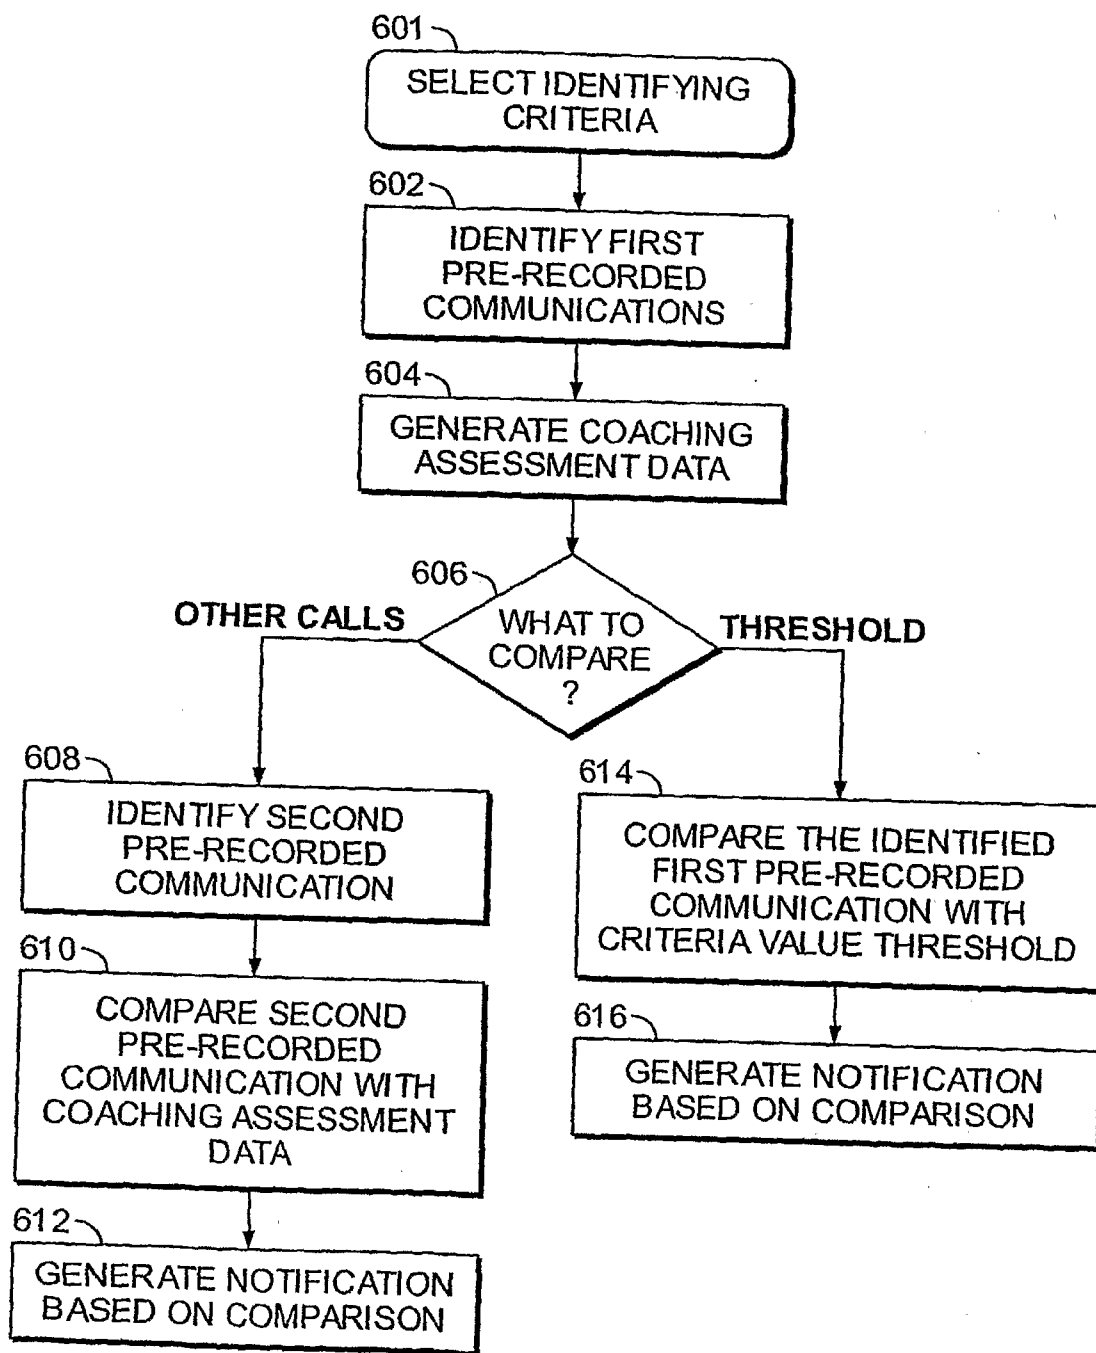 601
SELECT IDENTIFYING
CRITERIA
602
IDENTIFY FIRST
PRE-RECORDED
COMMUNICATIONS
604
GENERATE COACHING
ASSESSMENT DATA
606
WHAT TO
COMPARE
?
OTHER CALLS
THRESHOLD
608
IDENTIFY SECOND
PRE-RECORDED
COMMUNICATION
610
COMPARE SECOND
PRE-RECORDED
COMMUNICATION WITH
COACHING ASSESSMENT
DATA
612
GENERATE NOTIFICATION
BASED ON COMPARISON
614
COMPARE THE IDENTIFIED
FIRST PRE-RECORDED
COMMUNICATION WITH
CRITERIA VALUE THRESHOLD
616
GENERATE NOTIFICATION
BASED ON COMPARISON